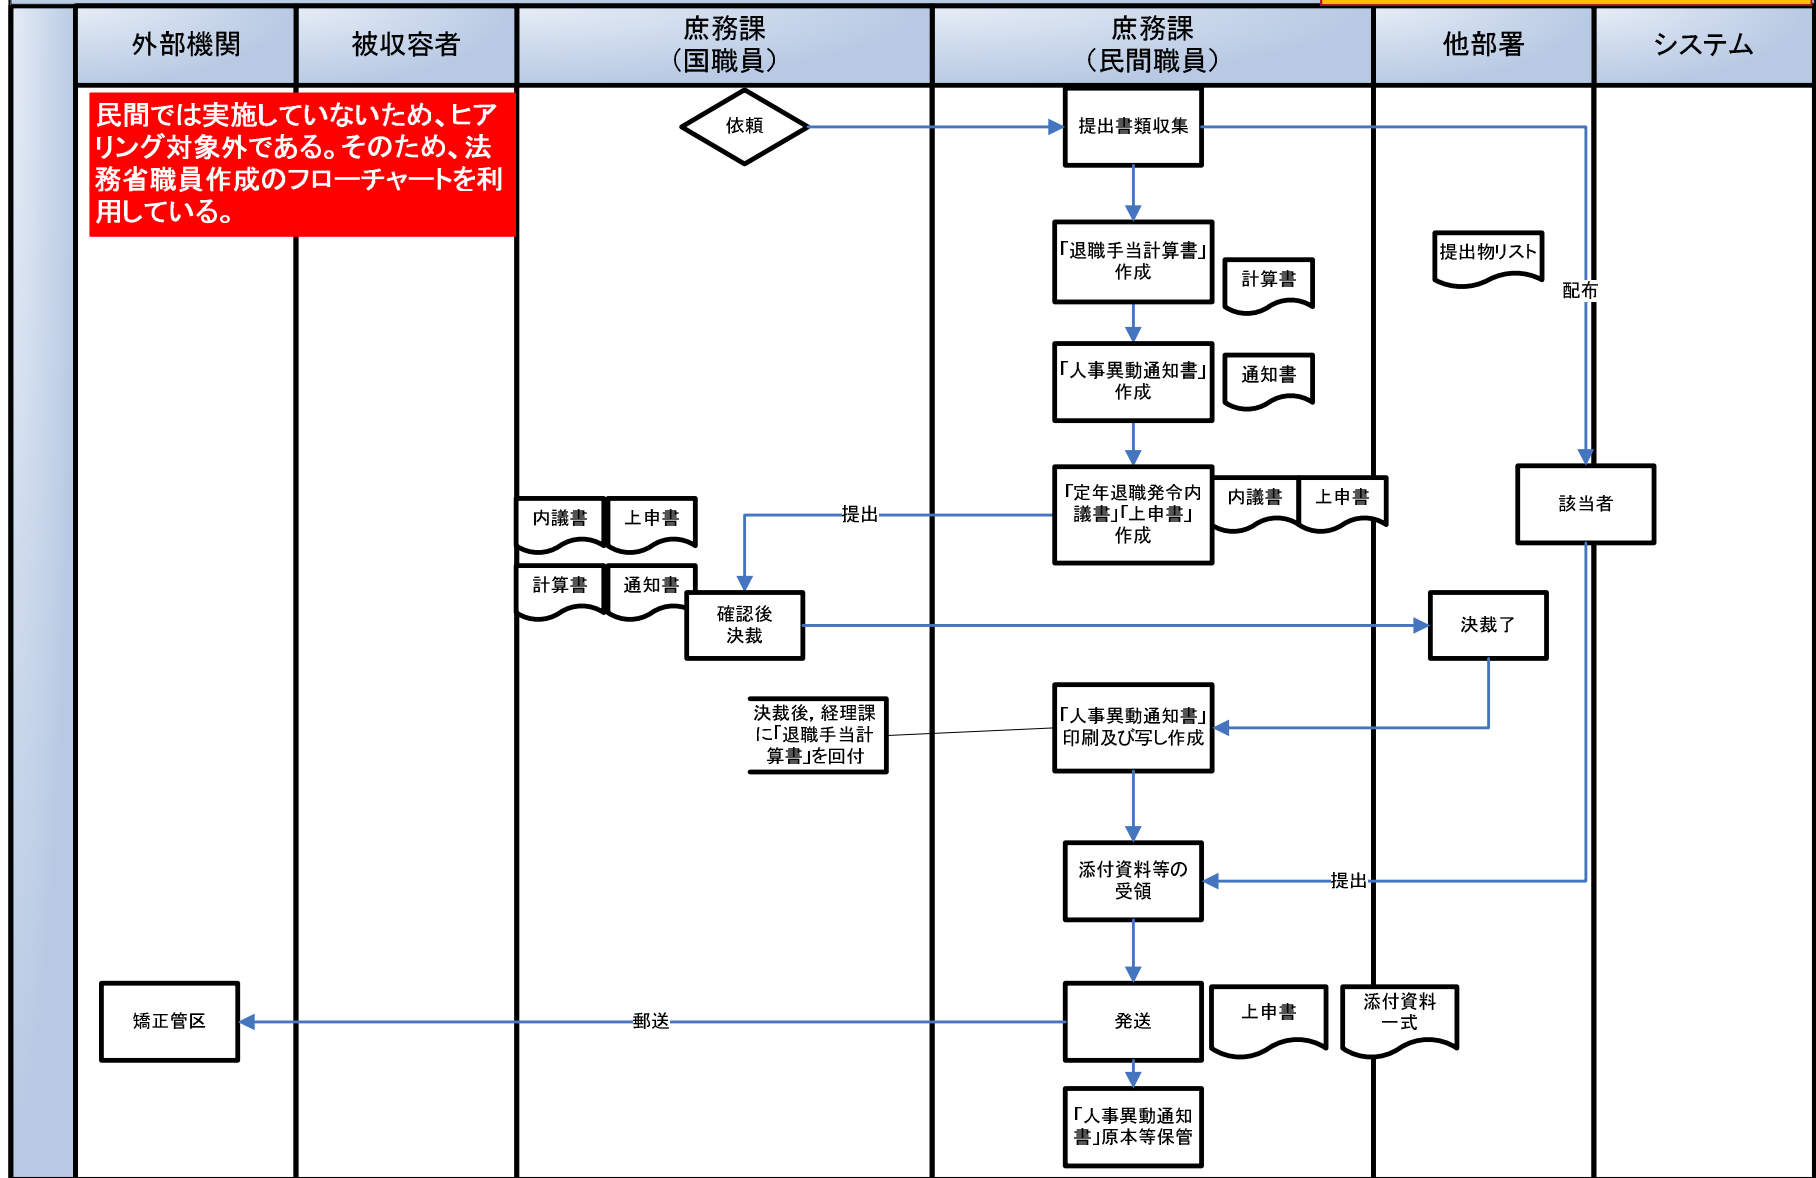 外部機関
被収容者
庶務課
（国職員）
庶務課
（民間職員）
他部署
システム
民間では実施していないため、ヒア
リング対象外である。そのため、法
務省職員作成のフローチャートを利
用している。
依頼
提出書類収集
「退職手当計算書」
作成
計算書
提出物リスト
配布
「人事異動通知書」
作成
通知書
「定年退職発令内
議書」「上申書」
作成
内議書
上申書
該当者
提出
内議書
上申書
計算書
通知書
確認後
決裁
決裁了
決裁後，経理課
に「退職手当計
算書」を回付
「人事異動通知書」
印刷及び写し作成
添付資料等の
受領
提出
矯正管区
郵送
発送
上申書
添付資料
一式
「人事異動通知
書」原本等保管